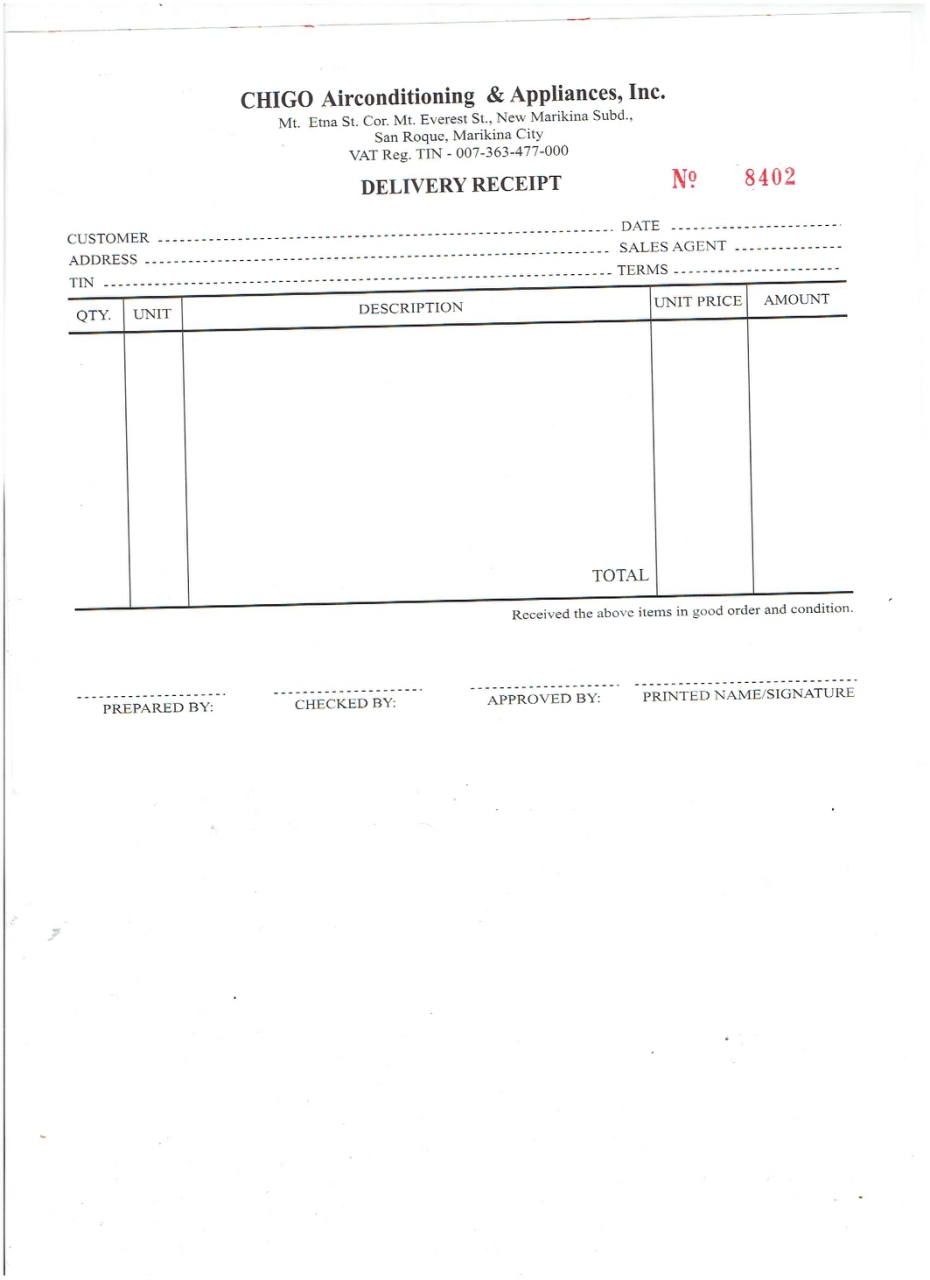 CHIGO Airconditioning & Appliances, Inc.
Mt. Etna St. Cor. Mt. Everest St., New Marikina Subd.,
San Roque, Marikina City
VAT Reg. TIN - 007-363-477-000
DELIVERY RECEIPT Nº 8402
CUSTOMER DATE
ADDRESS SALES AGENT
TIN TERMS
QTY. UNIT DESCRIPTION UNIT PRICE AMOUNT
TOTAL
Received the above items in good order and condition.
PREPARED BY: CHECKED BY: APPROVED BY: PRINTED NAME/SIGNATURE